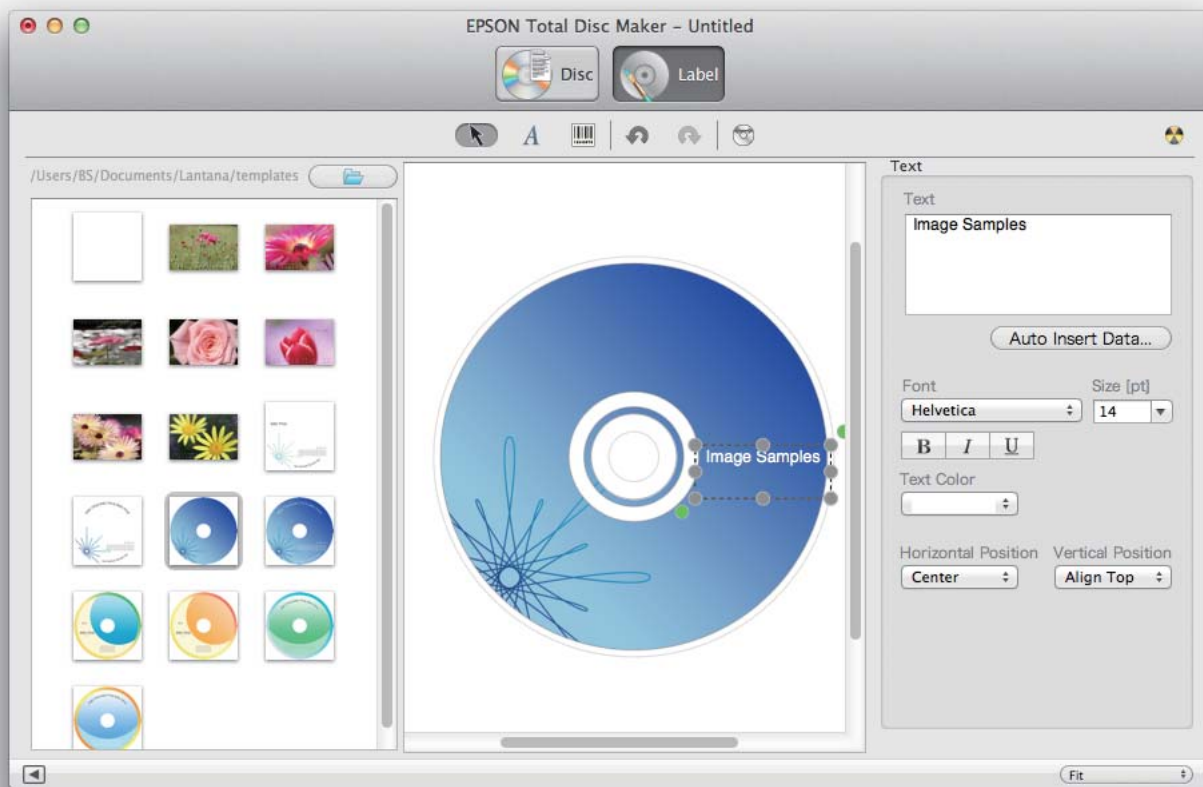 EPSON Total Disc Maker – Untitled
Disc
Label
A
/Users/BS/Documents/Lantana/templates
Text
Text
Image Samples
Auto Insert Data...
Font
Size [pt]
Helvetica
14
B I U
Text Color
Horizontal Position
Vertical Position
Center
Align Top
Image Samples
Fit